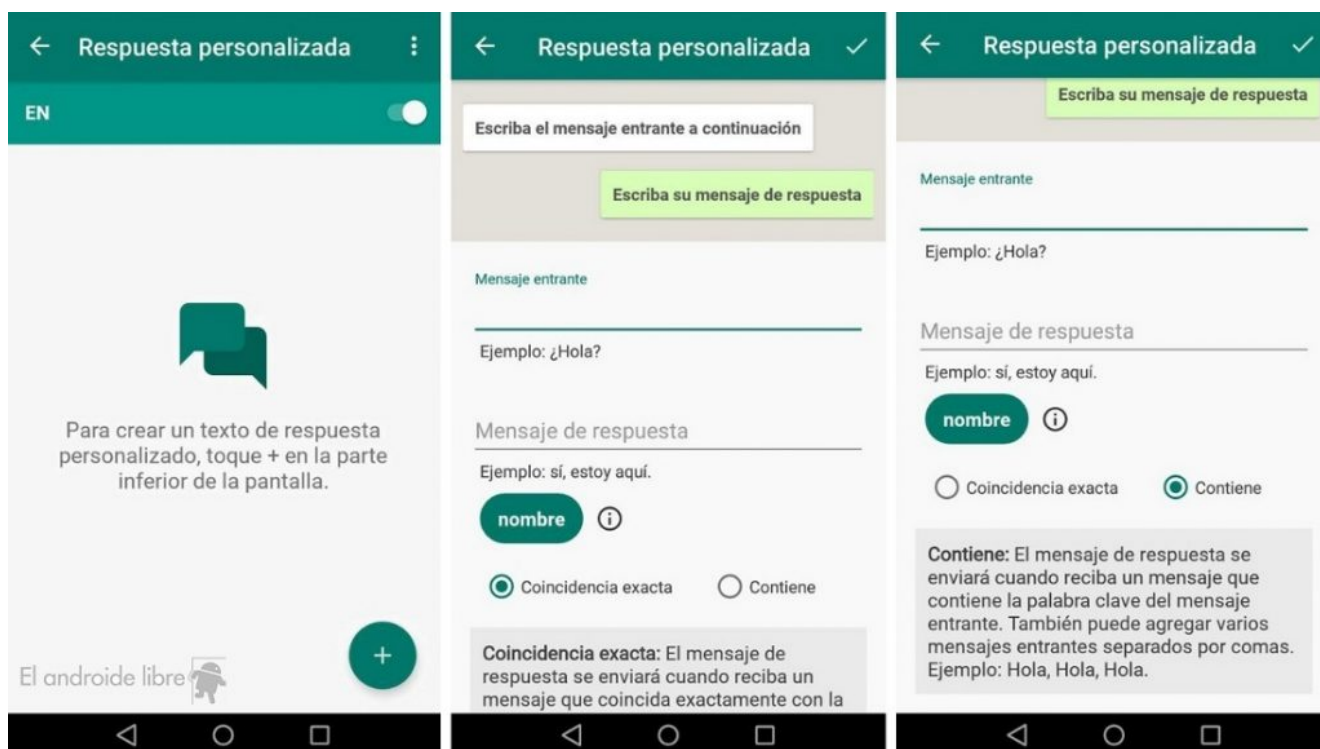 Respuesta personalizada
EN
Para crear un texto de respuesta
personalizado, toque + en la parte
inferior de la pantalla.
+
El androide libre
Respuesta personalizada
Escriba el mensaje entrante a continuación
Escriba su mensaje de respuesta
Mensaje entrante
Ejemplo: ¿Hola?
Mensaje de respuesta
Ejemplo: sí, estoy aquí.
nombre
Coincidencia exacta
Contiene
Coincidencia exacta: El mensaje de
respuesta se enviará cuando reciba un
mensaje que coincida exactamente con la
Respuesta personalizada
Escriba su mensaje de respuesta
Mensaje entrante
Ejemplo: ¿Hola?
Mensaje de respuesta
Ejemplo: sí, estoy aquí.
nombre
Coincidencia exacta
Contiene
Contiene: El mensaje de respuesta se
enviará cuando reciba un mensaje que
contiene la palabra clave del mensaje
entrante. También puede agregar varios
mensajes entrantes separados por comas.
Ejemplo: Hola, Hola, Hola.